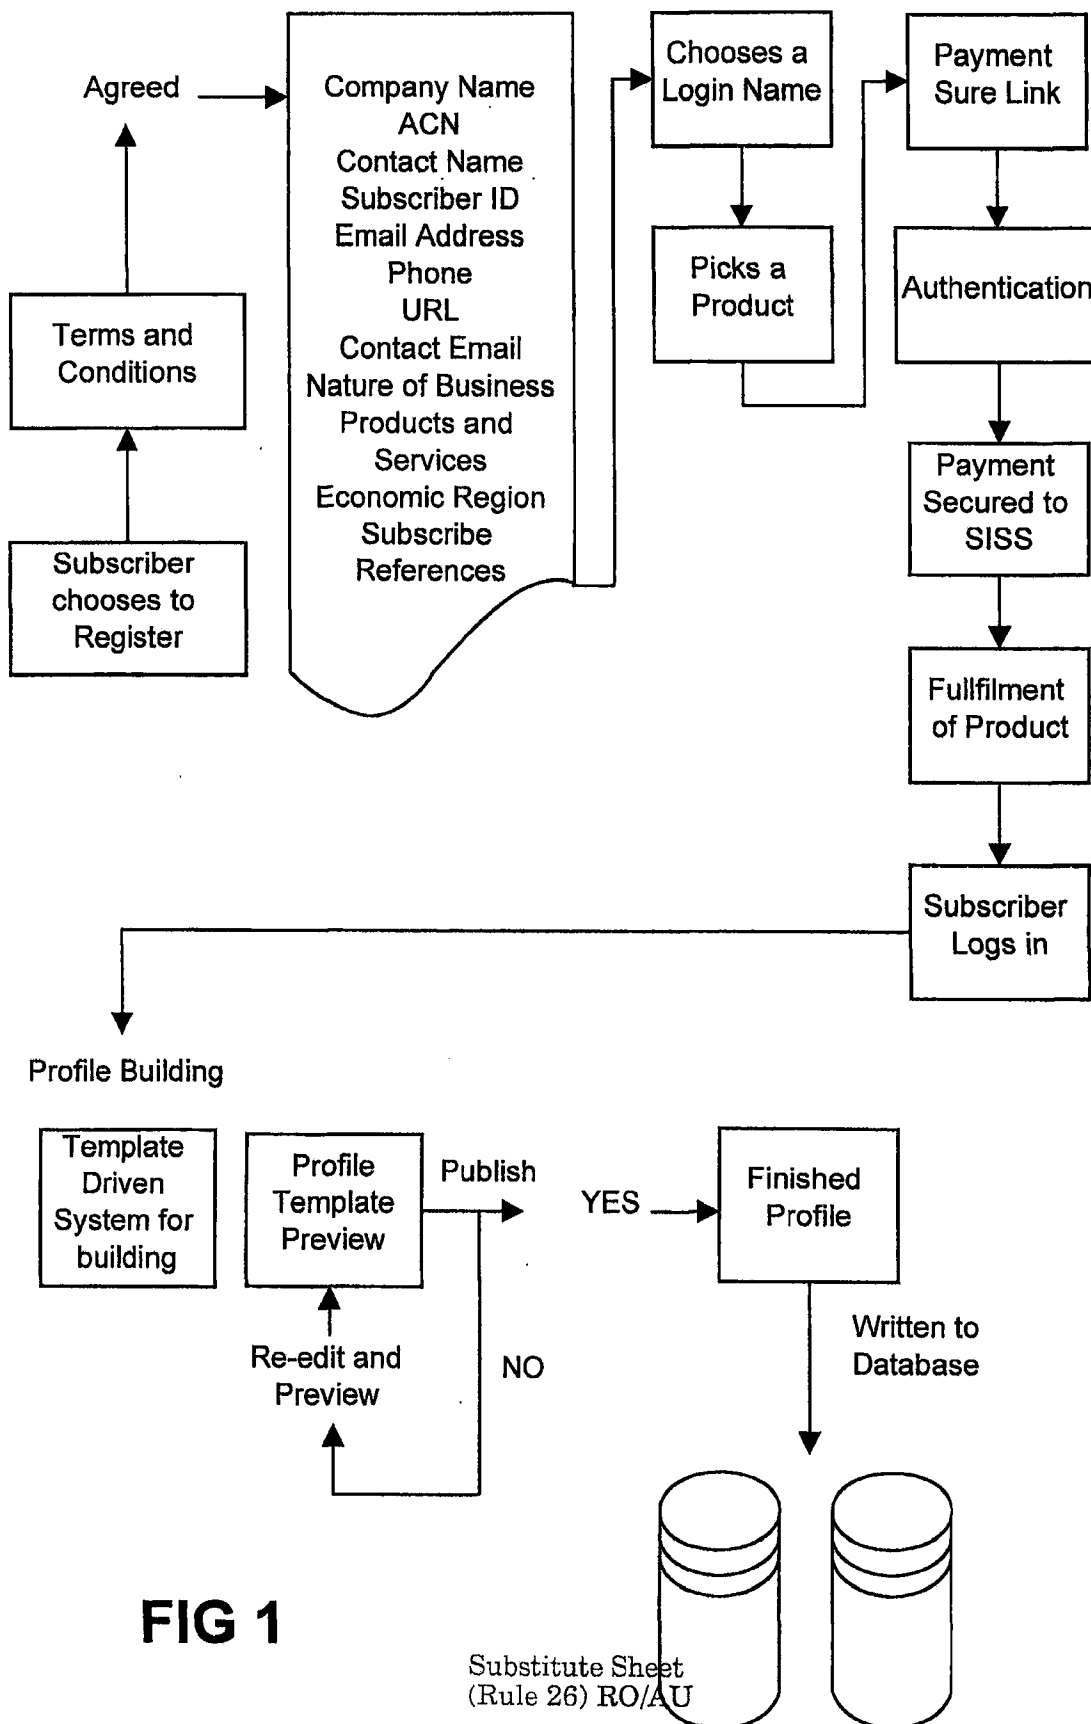 Subscriber
chooses to
Register
Terms and
Conditions
Agreed
Company Name
ACN
Contact Name
Subscriber ID
Email Address
Phone
URL
Contact Email
Nature of Business
Products and
Services
Economic Region
Subscribe
References
Chooses a
Login Name
Picks a
Product
Payment
Sure Link
Authentication
Payment
Secured to
SISS
Fullfilment
of Product
Subscriber
Logs in
Profile Building
Template
Driven
System for
building
Profile
Template
Preview
Publish
Re-edit and
Preview
NO
YES
Finished
Profile
Written to
Database
FIG 1
Substitute Sheet
(Rule 26) RO/AU